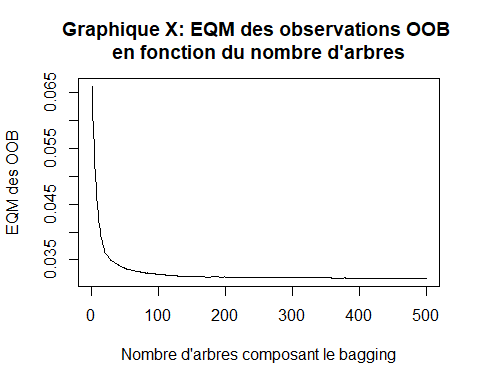 Graphique X: EQM des observations OOB
en fonction du nombre d'arbres
EQM des OOB
0.065
0.055
0.045
0.035
0 100 200 300 400 500
Nombre d'arbres composant le bagging